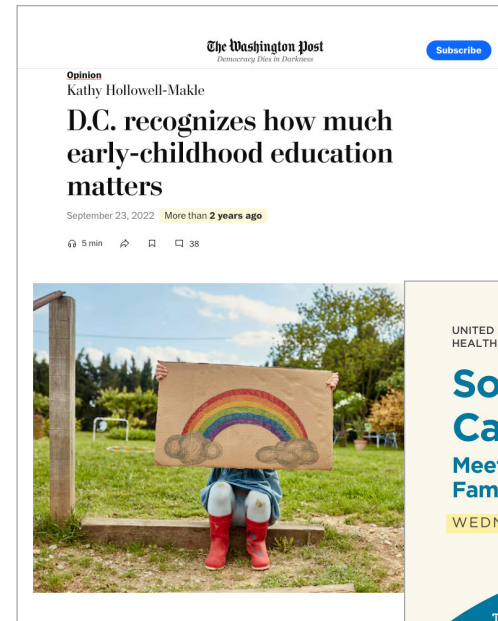 The Washington Post
Democracy Dies in Darkness
Subscribe
Opinion
Kathy Hollowell-Makle
D.C. recognizes how much
early-childhood education
matters
September 23, 2022 More than 2 years ago
5 min 38
UNITED
HEALTH
So
Ca
Fam
WEDN